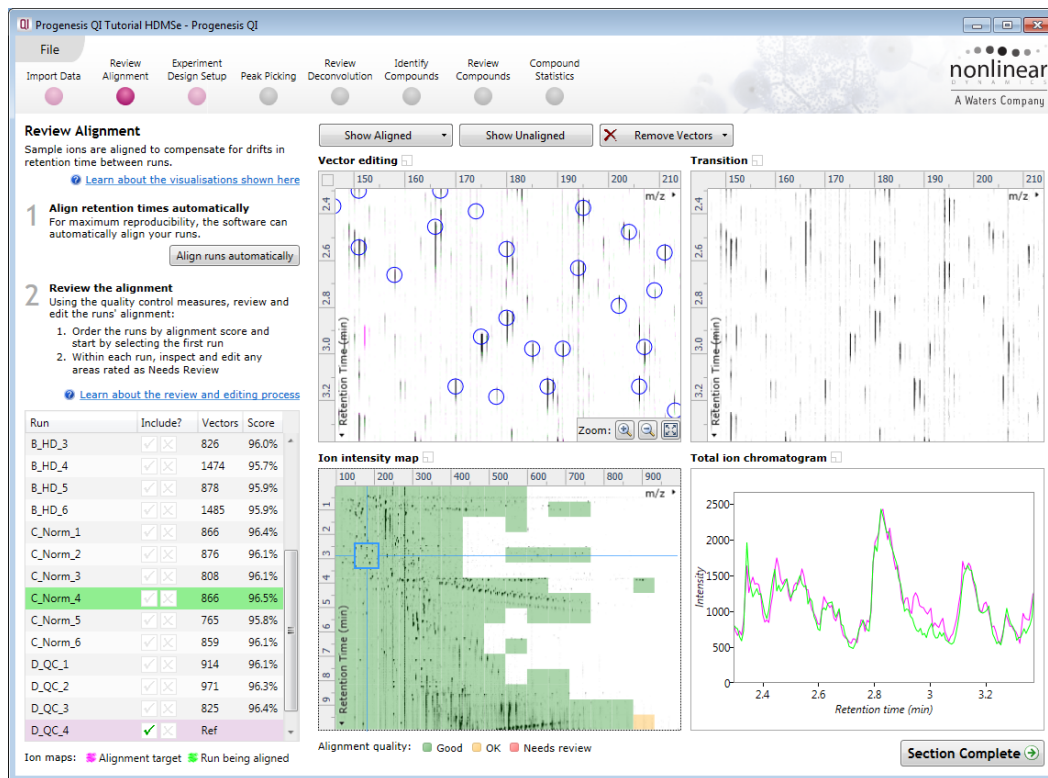 QI Progenesis QI Tutorial HDMSe - Progenesis QI
File
Import Data
Review Alignment
Experiment Design Setup
Peak Picking
Review Deconvolution
Identify Compounds
Review Compounds
Compound Statistics
nonlinear
DYNAMICS
A Waters Company
Review Alignment
Sample ions are aligned to compensate for drifts in
retention time between runs.
Learn about the visualisations shown here
1 Align retention times automatically
For maximum reproducibility, the software can
automatically align your runs.
Align runs automatically
2 Review the alignment
Using the quality control measures, review and
edit the runs' alignment:
1. Order the runs by alignment score and
start by selecting the first run
2. Within each run, inspect and edit any
areas rated as Needs Review
Learn about the review and editing process
Run Include? Vectors Score
B_HD_3 826 96.0%
B_HD_4 1474 95.7%
B_HD_5 878 95.9%
B_HD_6 1485 95.9%
C_Norm_1 866 96.4%
C_Norm_2 876 96.1%
C_Norm_3 808 96.1%
C_Norm_4 866 96.5%
C_Norm_5 765 95.8%
C_Norm_6 859 96.1%
D_QC_1 914 96.1%
D_QC_2 971 96.3%
D_QC_3 825 96.4%
D_QC_4 Ref
Ion maps: Alignment target Run being aligned
Show Aligned Show Unaligned Remove Vectors
Vector editing
150 160 170 180 190 200 210
m/z
2.4
2.6
2.8
3.0
3.2
Retention Time (min)
Zoom:
Transition
150 160 170 180 190 200 210
m/z
2.4
2.6
2.8
3.0
3.2
Retention Time (min)
Ion intensity map
100 200 300 400 500 600 700 800 900
m/z
1
2
3
4
5
6
7
8
9
Retention Time (min)
Alignment quality: Good OK Needs review
Total ion chromatogram
2500
2000
1500
1000
500
0
Intensity
2.4 2.6 2.8 3 3.2
Retention time (min)
Section Complete